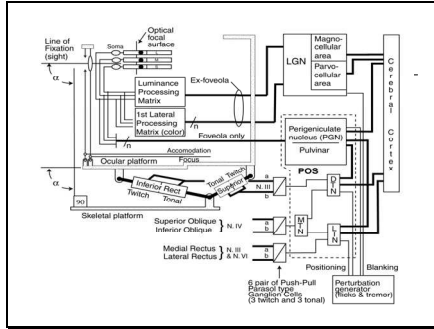 Optical
focal
surface
Line of
Fixation
(sight)
Soma
Ex-foveola
Luminance
Processing
Matrix
1st Lateral
Processing
Matrix (color)
n
n
Foveola only
Accomodation
Focus
Ocular platform
α
α
90
Inferior Rect
Twitch Tonal
Tonal Twitch
Superior
Skeletal platform
LGN
Magno-
cellular
area
Parvo-
cellular
area
Cerebral Cortex
Perigeniculate
nucleus (PGN)
Pulvinar
POS
a
N. III
b
DTN
MTN
LTN
Superior Oblique
Inferior Oblique
N. IV
a
b
Medial Rectus
Lateral Rectus
N. III
& N. VI
a
b
Positioning
Blanking
6 pair of Push-Pull
Parasol type
Ganglion Cells
(3 twitch and 3 tonal)
Perturbation
generator
(flicks & tremor)